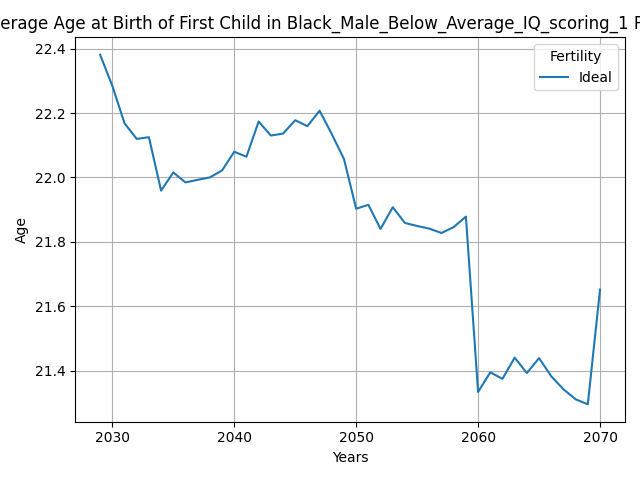 erage Age at Birth of First Child in Black_Male_Below_Average_IQ_scoring_1
Fertility
Ideal
22.4
22.2
22.0
21.8
21.6
21.4
Age
2030 2040 2050 2060 2070
Years